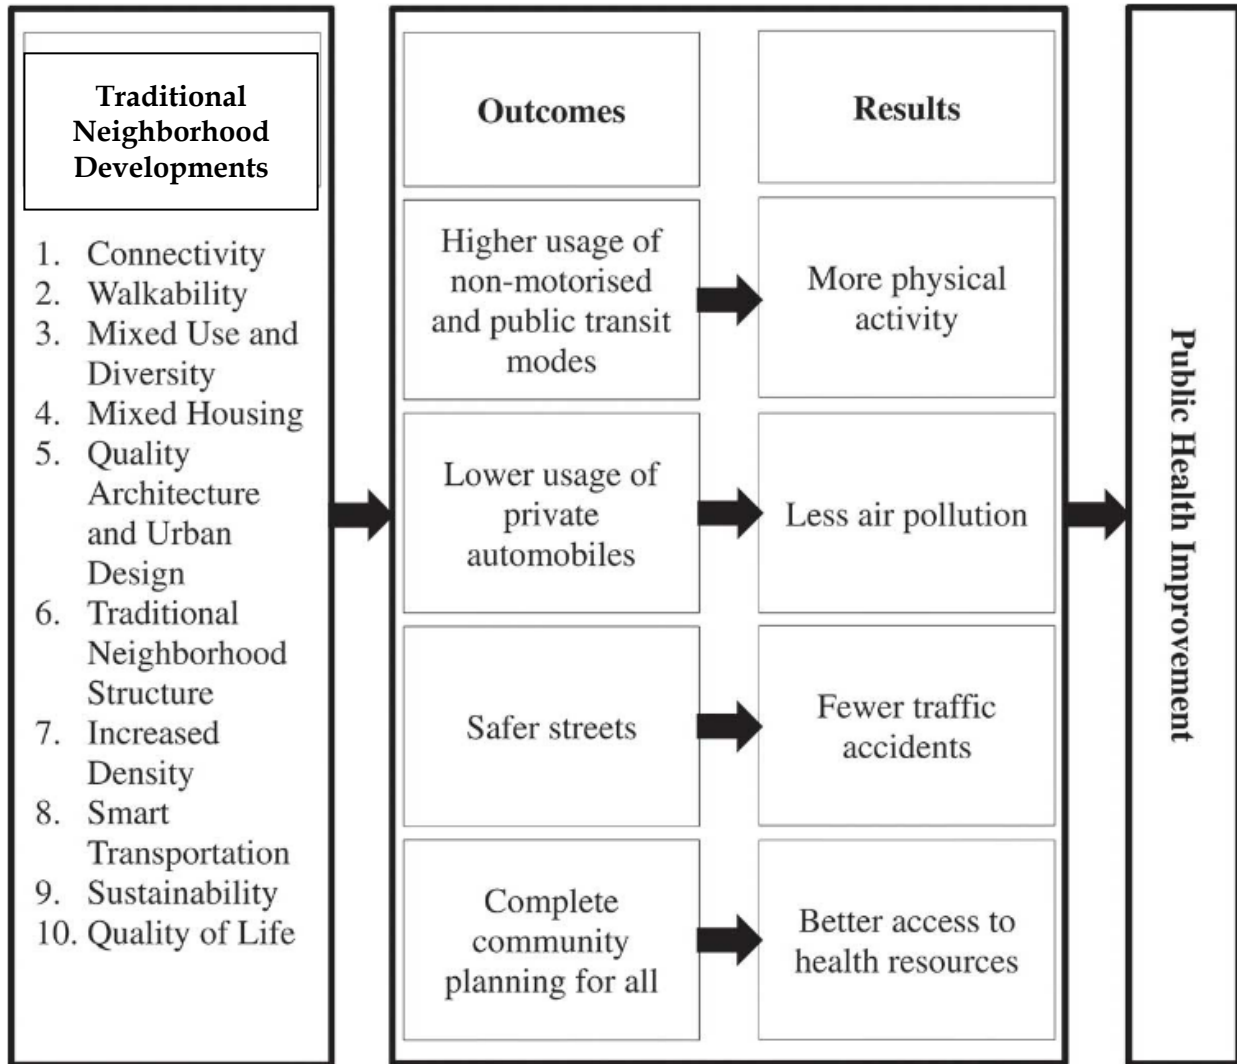 Traditional
Neighborhood
Developments
1. Connectivity
2. Walkability
3. Mixed Use and
Diversity
4. Mixed Housing
5. Quality
Architecture
and Urban
Design
6. Traditional
Neighborhood
Structure
7. Increased
Density
8. Smart
Transportation
9. Sustainability
10. Quality of Life
Outcomes
Results
Higher usage of
non-motorised
and public transit
modes
More physical
activity
Lower usage of
private
automobiles
Less air pollution
Safer streets
Fewer traffic
accidents
Complete
community
planning for all
Better access to
health resources
Public Health Improvement